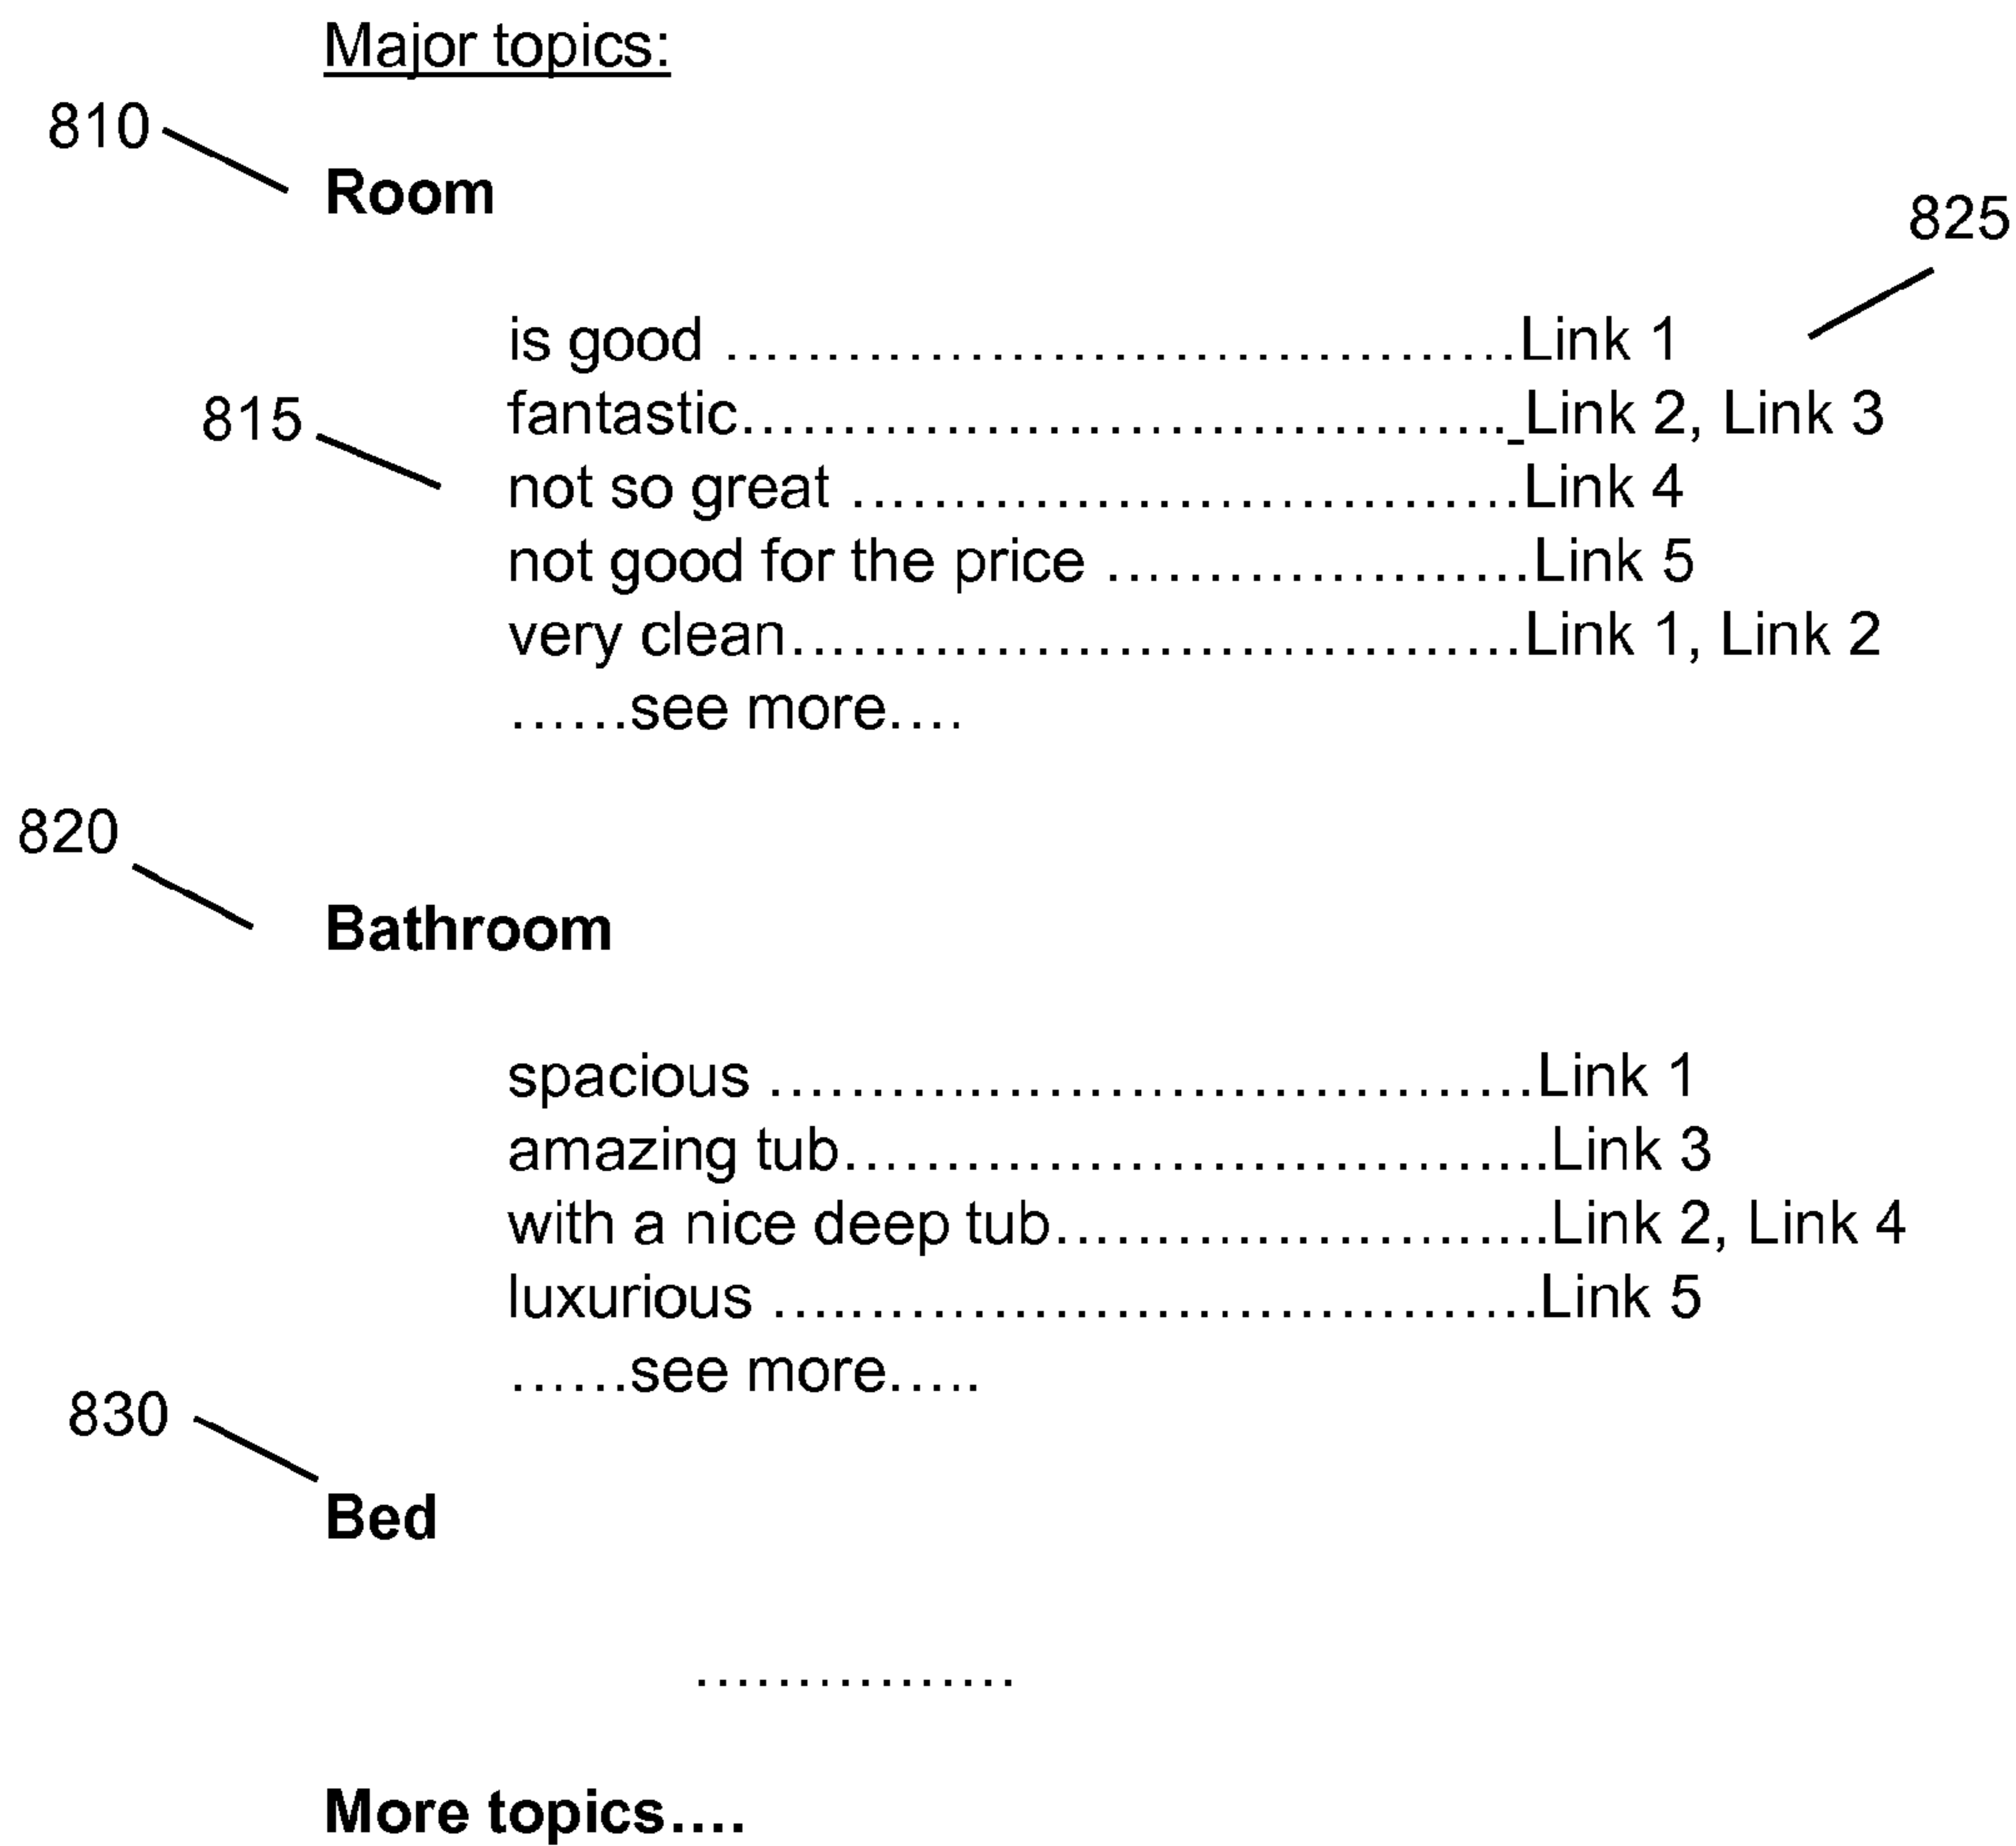 Major topics:
810
Room
825
is good .......................................Link 1
815
fantastic......................................_Link 2, Link 3
not so great .................................Link 4
not good for the price .....................Link 5
very clean....................................Link 1, Link 2
......see more....
820
Bathroom
spacious ......................................Link 1
amazing tub...................................Link 3
with a nice deep tub.........................Link 2, Link 4
luxurious ......................................Link 5
......see more.....
830
Bed
................
More topics....